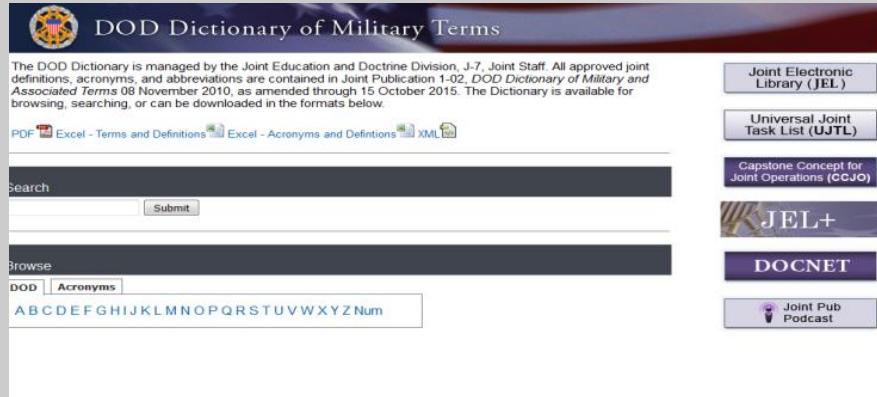 DOD Dictionary of Military Terms
The DOD Dictionary is managed by the Joint Education and Doctrine Division, J-7, Joint Staff. All approved joint
definitions, acronyms, and abbreviations are contained in Joint Publication 1-02, DOD Dictionary of Military and
Associated Terms 08 November 2010, as amended through 15 October 2015. The Dictionary is available for
browsing, searching, or can be downloaded in the formats below.
PDF Excel - Terms and Definitions Excel - Acronyms and Defintions XML
Search
Submit
Browse
DOD Acronyms
A B C D E F G H I J K L M N O P Q R S T U V W X Y Z Num
Joint Electronic
Library (JEL)
Universal Joint
Task List (UJTL)
Capstone Concept for
Joint Operations (CCJO)
JEL+
DOCNET
Joint Pub
Podcast